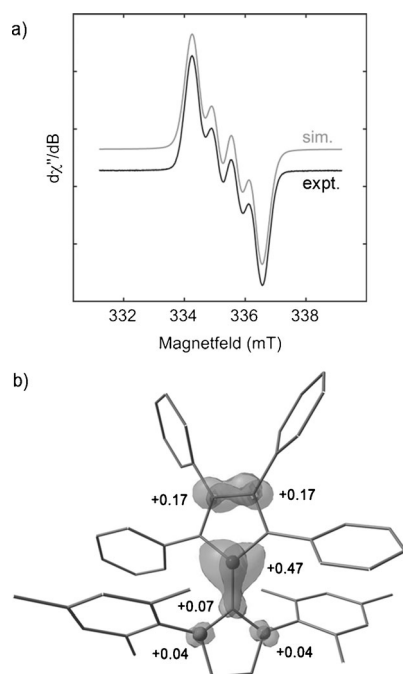 a)
dχ"/dB
sim.
expt.
332 334 336 338
Magnetfeld (mT)
b)
+0.17 +0.17
+0.47
+0.07
+0.04 +0.04